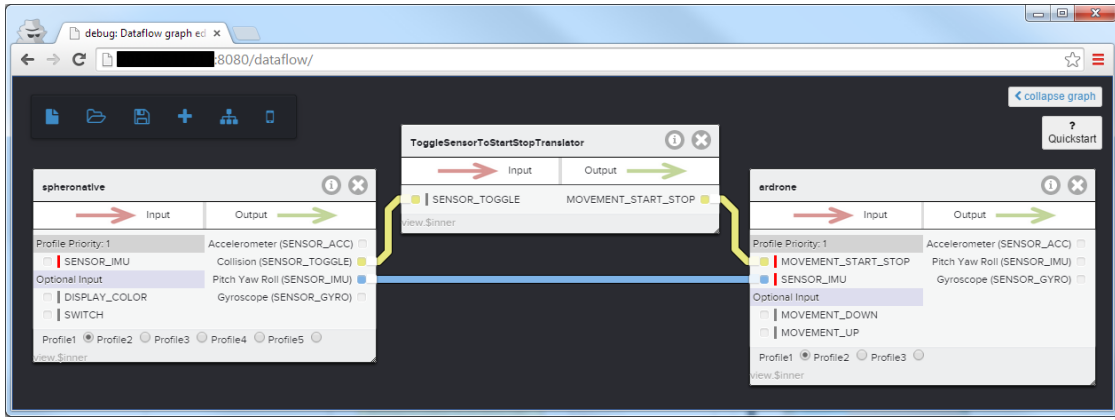 debug: Dataflow graph ed
:8080/dataflow/
collapse graph
?
Quickstart
ToggleSensorToStartStopTranslator
Input Output
SENSOR_TOGGLE MOVEMENT_START_STOP
view.$inner
spheronative
Input Output
Profile Priority: 1 Accelerometer (SENSOR_ACC)
SENSOR_IMU Collision (SENSOR_TOGGLE)
Optional Input Pitch Yaw Roll (SENSOR_IMU)
DISPLAY_COLOR Gyroscope (SENSOR_GYRO)
SWITCH
Profile1 Profile2 Profile3 Profile4 Profile5
view.$inner
ardrone
Input Output
Profile Priority: 1 Accelerometer (SENSOR_ACC)
MOVEMENT_START_STOP Pitch Yaw Roll (SENSOR_IMU)
SENSOR_IMU Gyroscope (SENSOR_GYRO)
Optional Input
MOVEMENT_DOWN
MOVEMENT_UP
Profile1 Profile2 Profile3
view.$inner